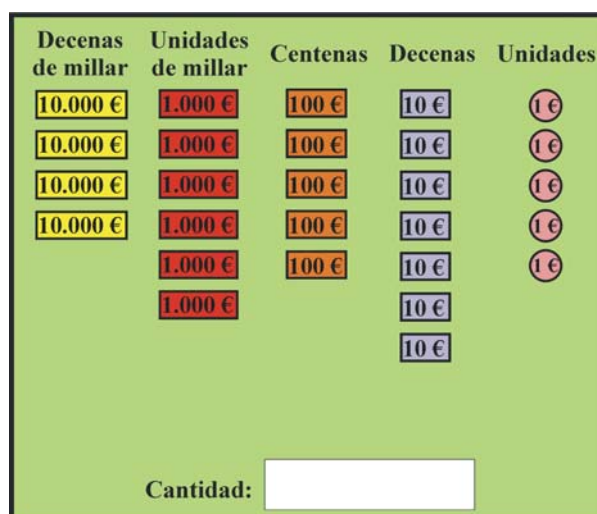 Decenas de millar Unidades de millar Centenas Decenas Unidades
10.000 € 1.000 € 100 € 10 € 1 €
10.000 € 1.000 € 100 € 10 € 1 €
10.000 € 1.000 € 100 € 10 € 1 €
10.000 € 1.000 € 100 € 10 € 1 €
1.000 € 100 € 10 € 1 €
1.000 € 10 €
10 €
Cantidad: